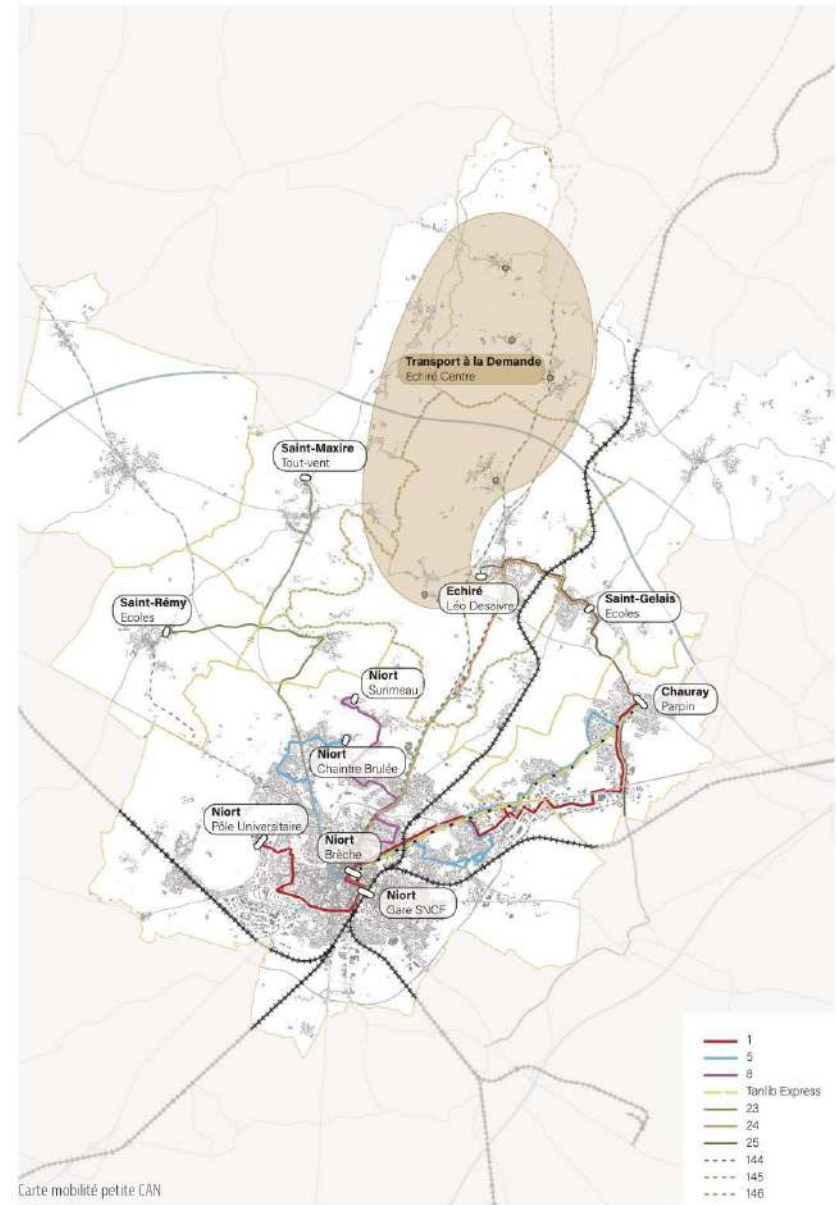 Transport à la Demande
Echiré Centre
Saint-Maxire
Tout-vent
Saint-Rémy
Ecoles
Echiré
Léo Desaivre
Saint-Gelais
Ecoles
Niort
Surimeau
Chauray
Parpin
Niort
Chaintre Brulée
Niort
Pôle Universitaire
Niort
Brèche
Niort
Gare SNCF
1
5
8
Tanlib Express
23
24
25
144
145
146
Carte mobilité petite CAN